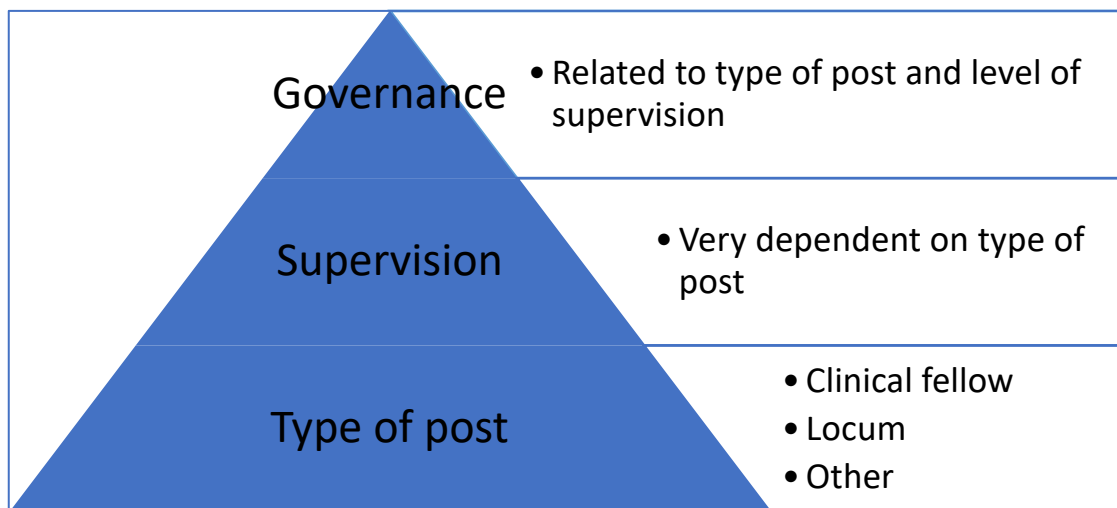 Governance
• Related to type of post and level of
supervision
Supervision
• Very dependent on type of
post
Type of post
• Clinical fellow
• Locum
• Other